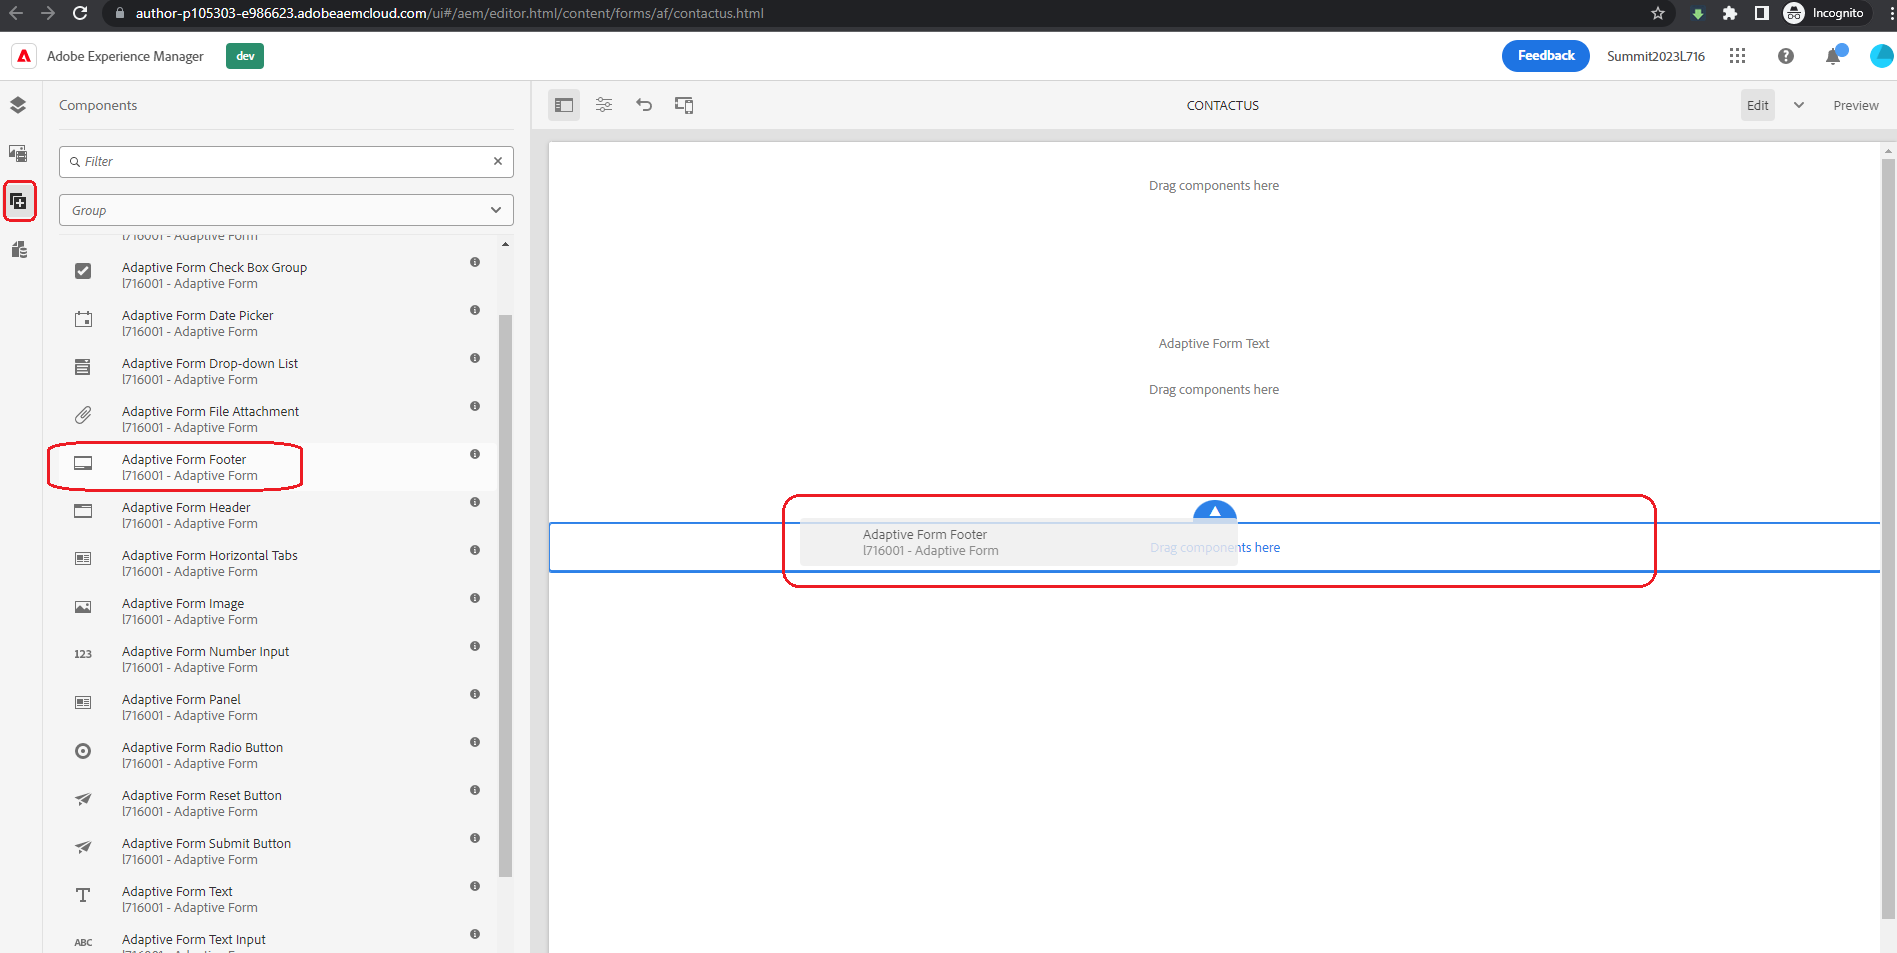 author-p105303-e986623.adobeaemcloud.com/ui#/aem/editor.html/content/forms/af/contactus.html
Incognito
Adobe Experience Manager
dev
Feedback
Summit2023L716
Components
CONTACTUS
Edit
Preview
Filter
Group
l716001 - Adaptive Form
Adaptive Form Check Box Group
l716001 - Adaptive Form
Adaptive Form Date Picker
l716001 - Adaptive Form
Adaptive Form Drop-down List
l716001 - Adaptive Form
Adaptive Form File Attachment
l716001 - Adaptive Form
Adaptive Form Footer
l716001 - Adaptive Form
Adaptive Form Header
l716001 - Adaptive Form
Adaptive Form Horizontal Tabs
l716001 - Adaptive Form
Adaptive Form Image
l716001 - Adaptive Form
123
Adaptive Form Number Input
l716001 - Adaptive Form
Adaptive Form Panel
l716001 - Adaptive Form
Adaptive Form Radio Button
l716001 - Adaptive Form
Adaptive Form Reset Button
l716001 - Adaptive Form
Adaptive Form Submit Button
l716001 - Adaptive Form
Adaptive Form Text
l716001 - Adaptive Form
ABC
Adaptive Form Text Input
Drag components here
Adaptive Form Text
Drag components here
Adaptive Form Footer
l716001 - Adaptive Form
Drag components here